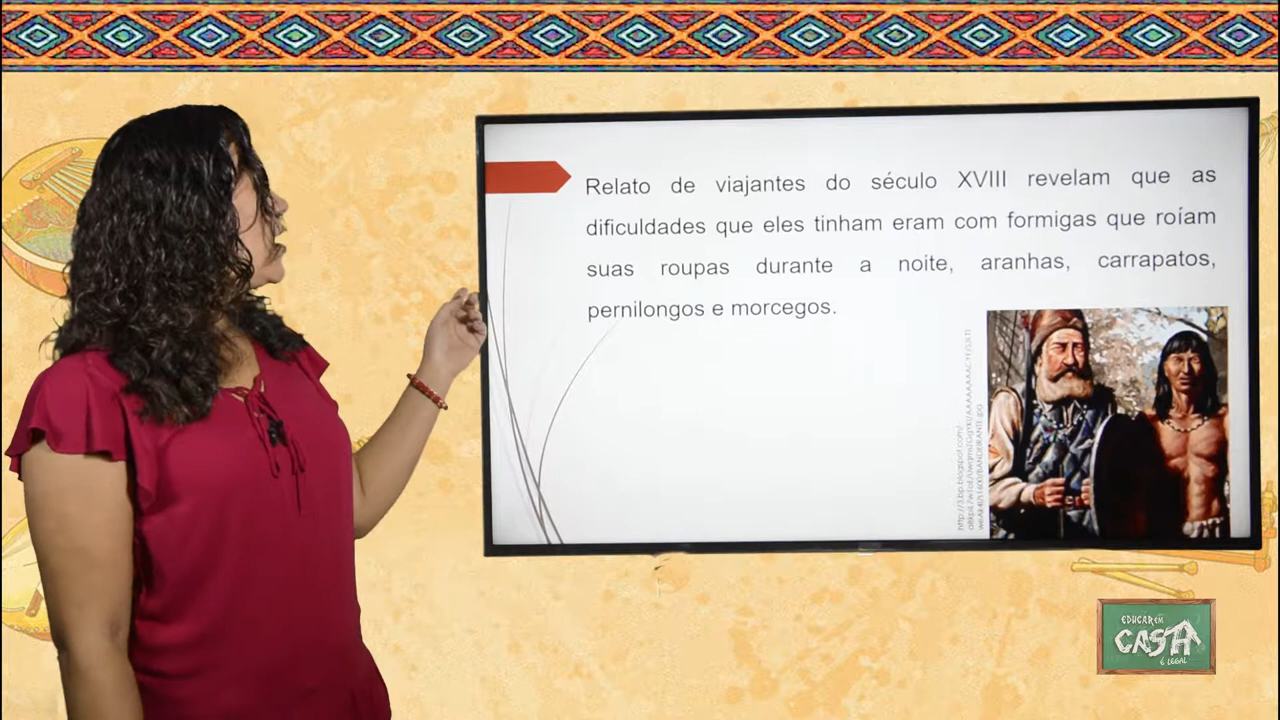 Relato de viajantes do século XVIII revelam que as
dificuldades que eles tinham eram com formigas que roíam
suas roupas durante a noite, aranhas, carrapatos,
pernilongos e morcegos.
EDUCAR EM
CASA
É LEGAL